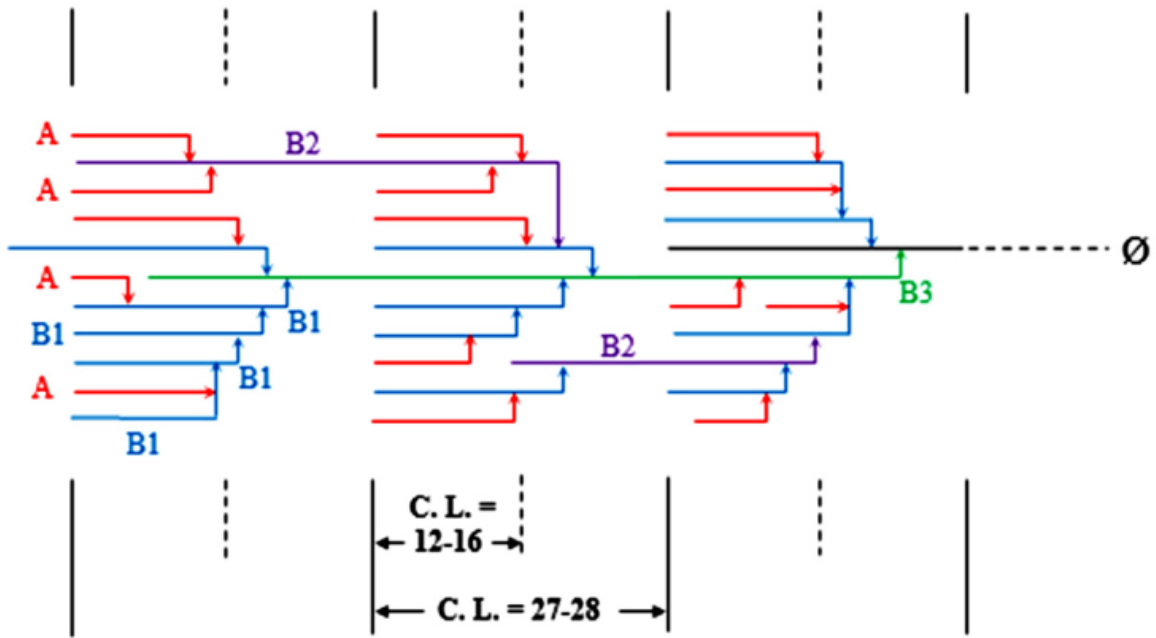 A
B2
A
Ø
A
B3
B1
B1
B2
B1
A
B1
C. L. =
12-16
C. L. = 27-28